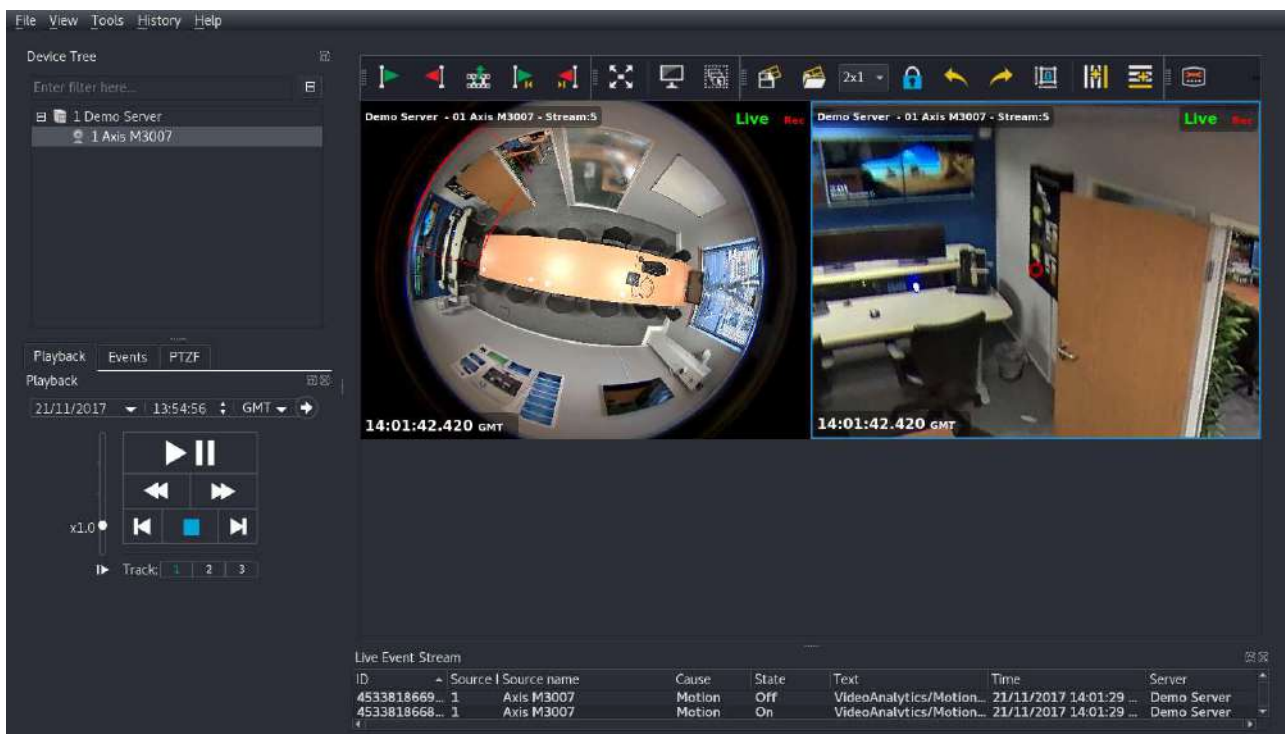 File View Tools History Help
Device Tree
Enter filter here...
1 Demo Server
1 Axis M3007
2x1
Demo Server - 01 Axis M3007 - Stream:5
Live Rec
Demo Server - 01 Axis M3007 - Stream:5
Live Rec
14:01:42.420 GMT
14:01:42.420 GMT
Playback Events PTZF
Playback
21/11/2017 13:54:56 GMT
x1.0
Track: 1 2 3
Live Event Stream
ID Source I Source name Cause State Text Time Server
4533818669... 1 Axis M3007 Motion Off VideoAnalytics/Motion... 21/11/2017 14:01:29 ... Demo Server
4533818668... 1 Axis M3007 Motion On VideoAnalytics/Motion... 21/11/2017 14:01:29 ... Demo Server